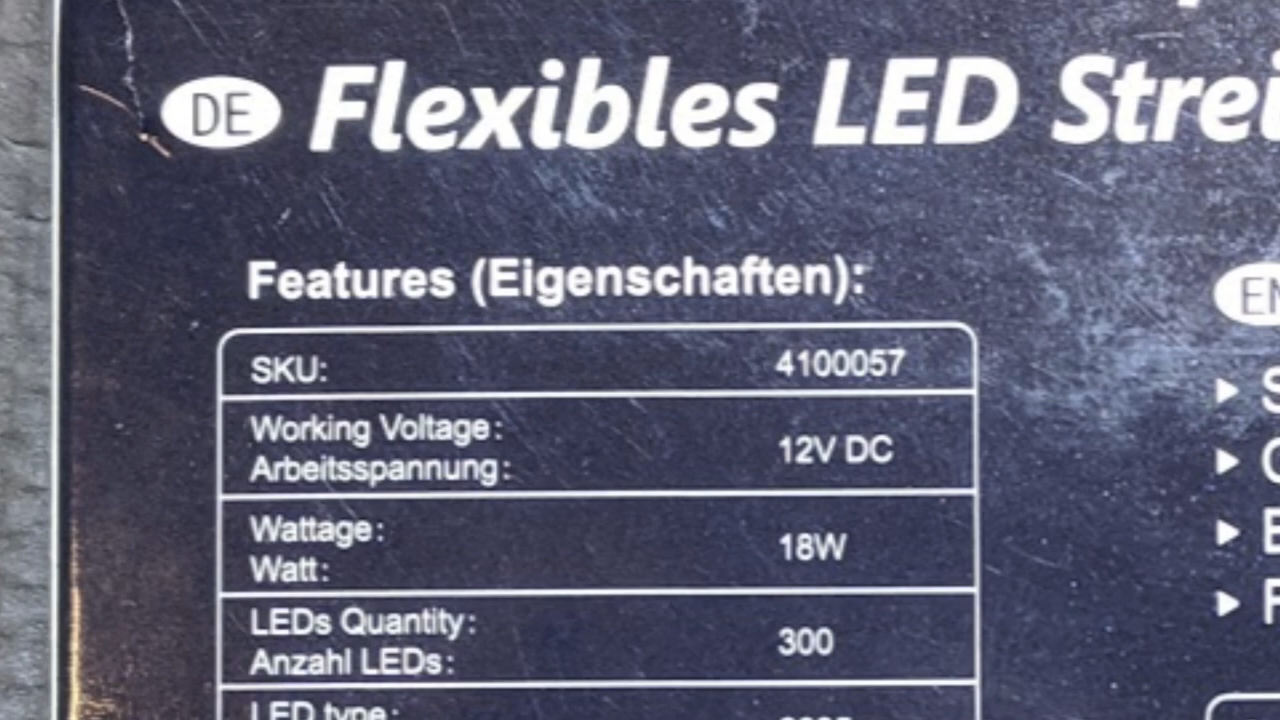 DE Flexibles LED Strei
Features (Eigenschaften):
SKU: 4100057
Working Voltage:
Arbeitsspannung: 12V DC
Wattage:
Watt: 18W
LEDs Quantity:
Anzahl LEDs: 300
LED type:
EN